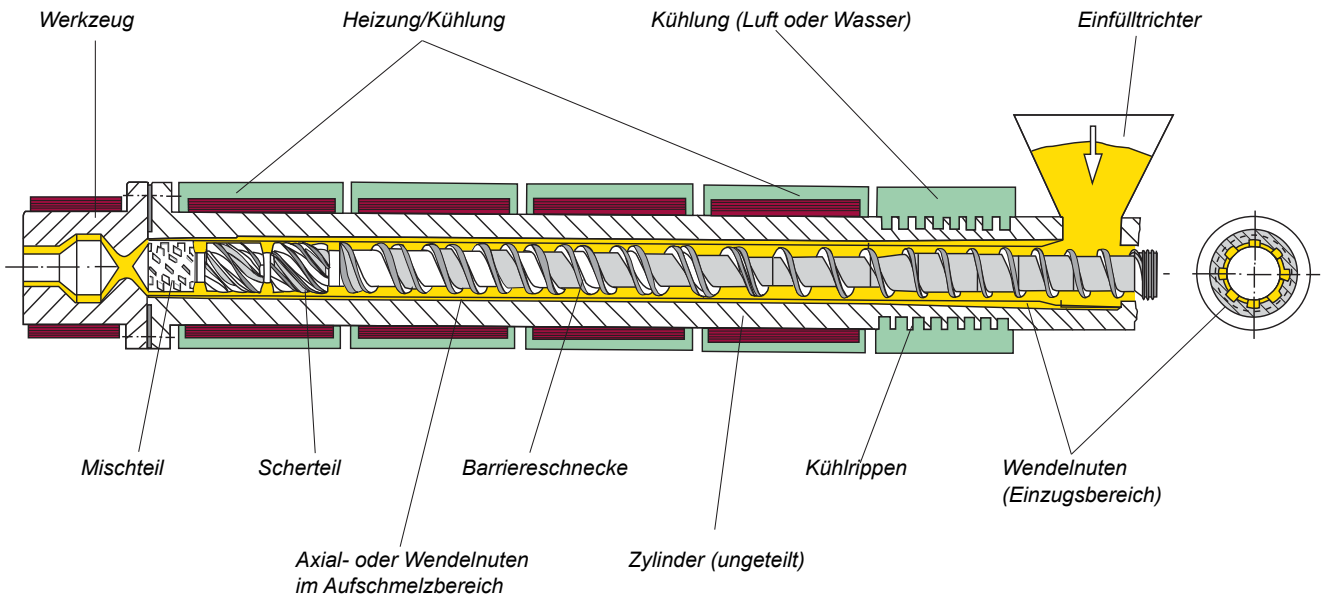 Werkzeug
Heizung/Kühlung
Kühlung (Luft oder Wasser)
Einfülltrichter
Mischteil
Scherteil
Barriereschnecke
Kühlrippen
Wendelnuten
(Einzugsbereich)
Axial- oder Wendelnuten
im Aufschmelzbereich
Zylinder (ungeteilt)